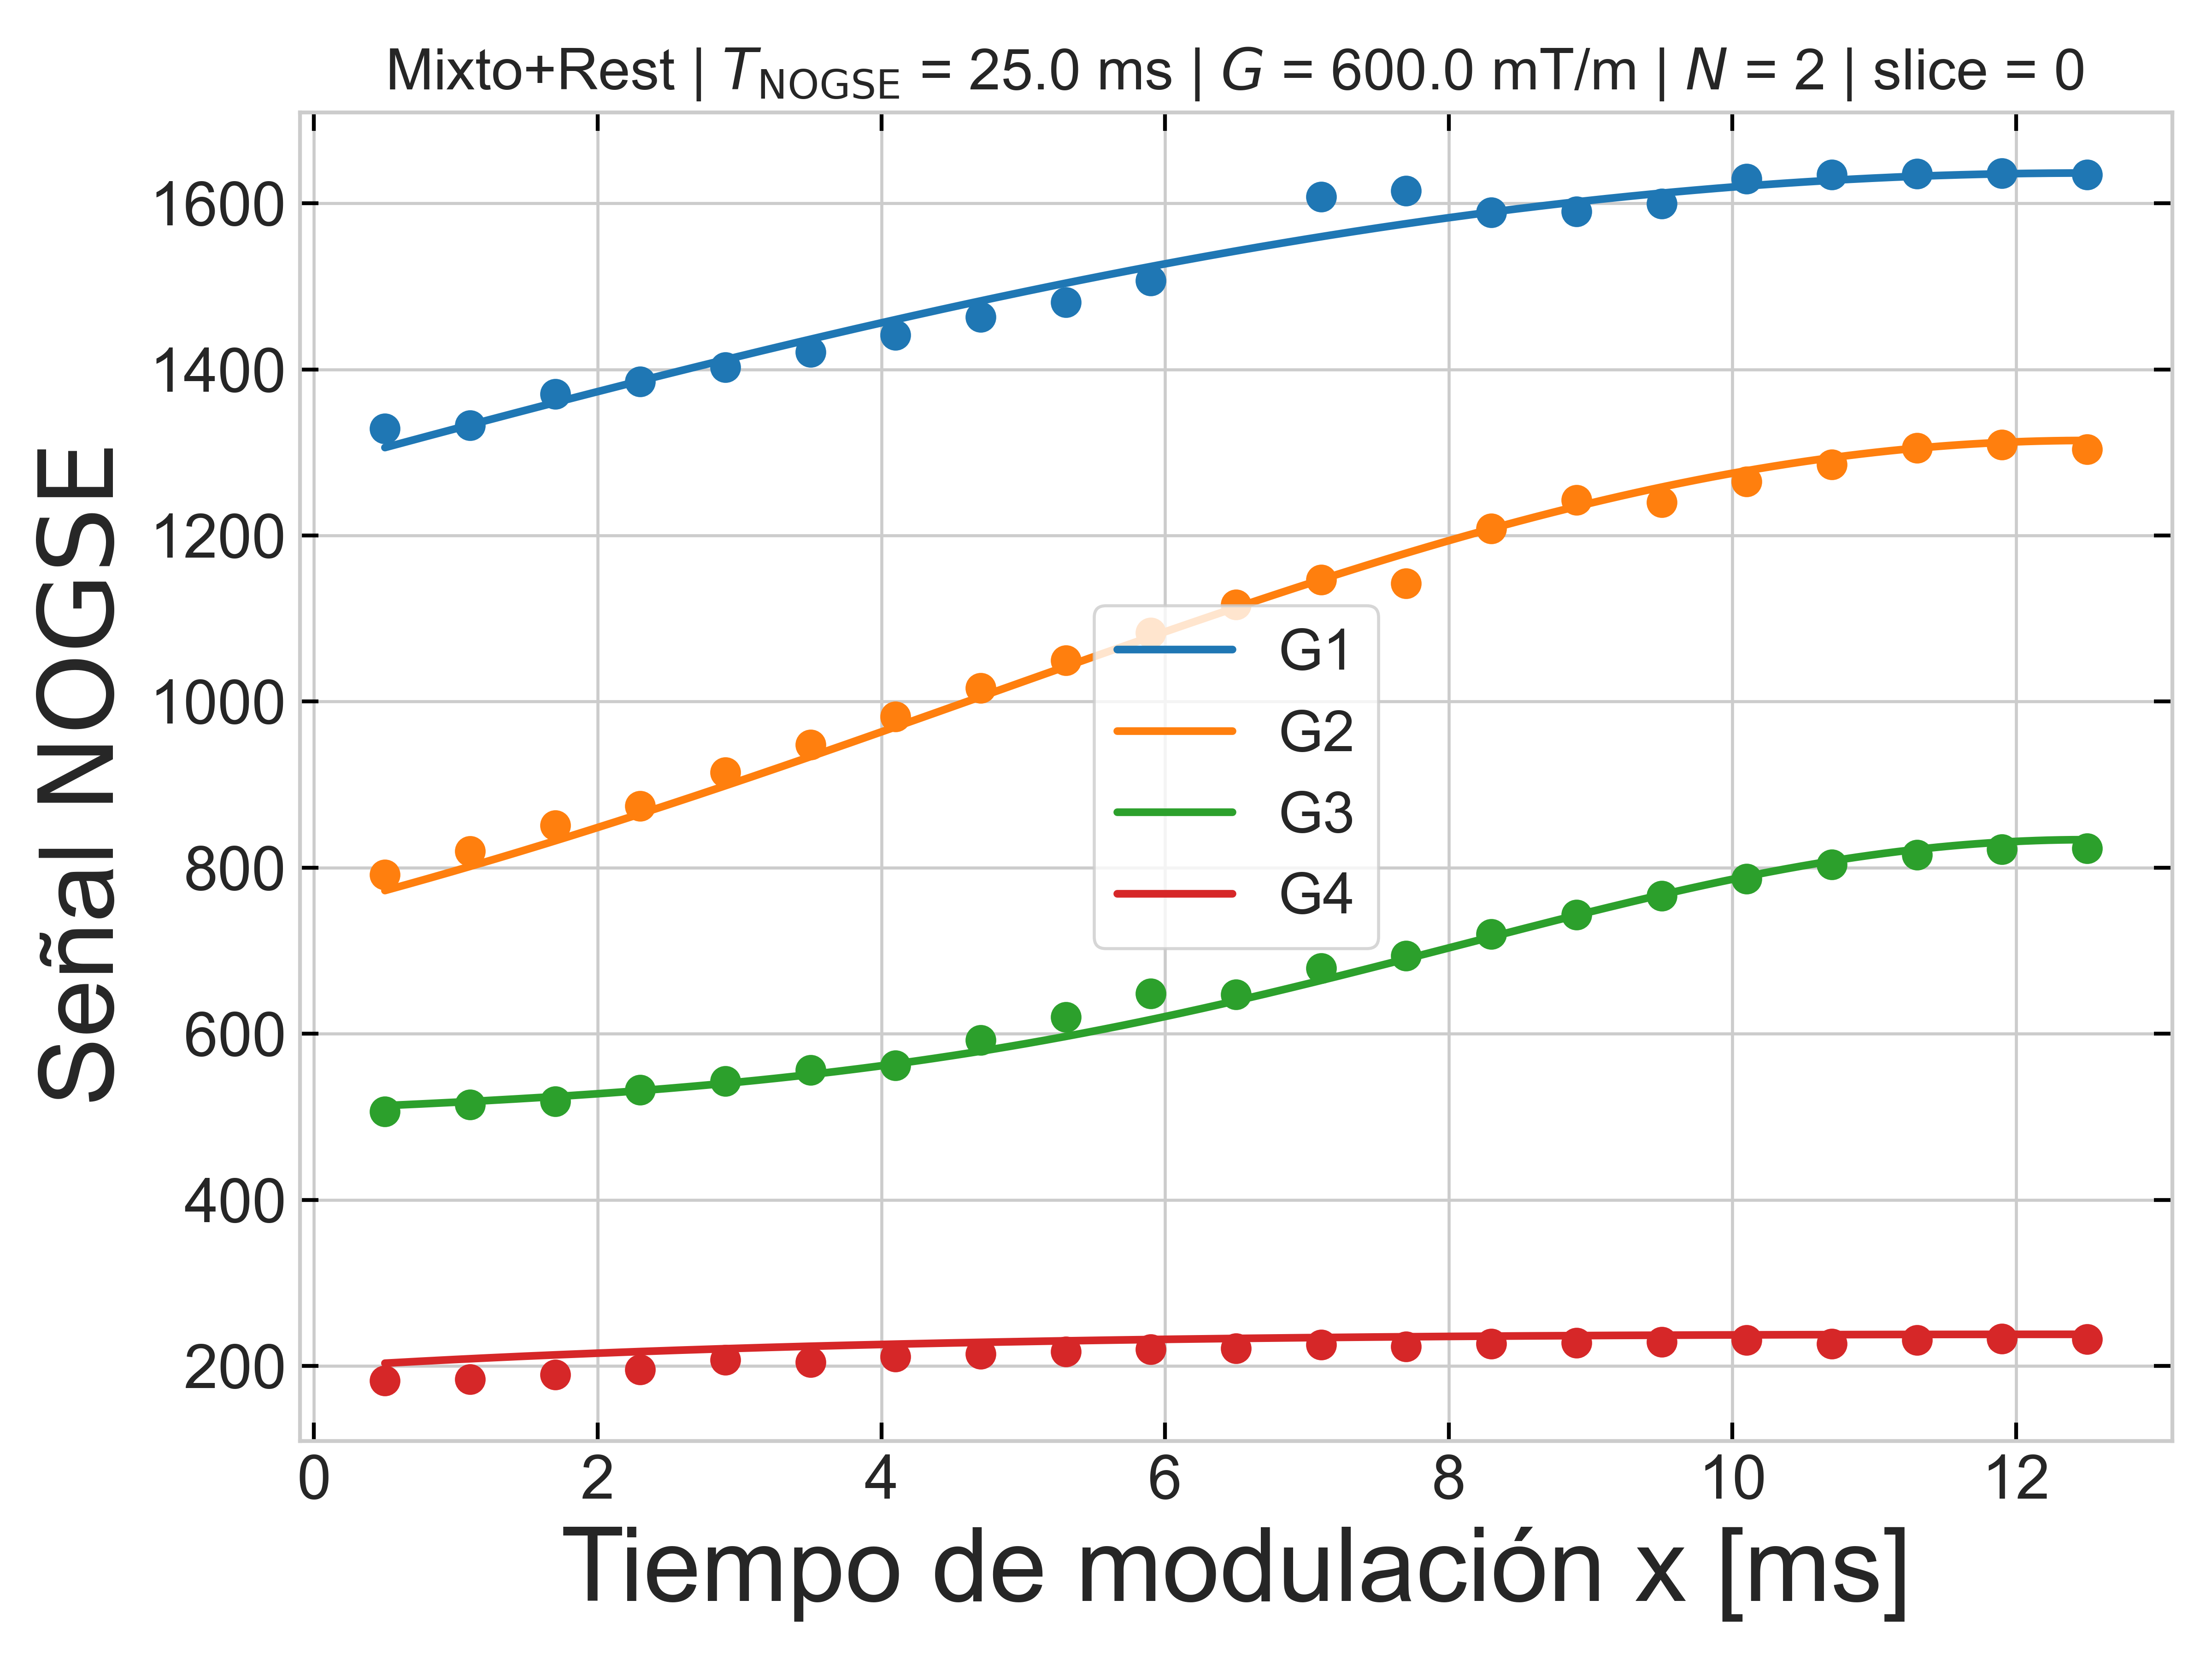 Mixto+Rest | T_NOGSE = 25.0 ms | G = 600.0 mT/m | N = 2 | slice = 0
Señal NOGSE
1600
1400
1200
1000
800
600
400
200
G1
G2
G3
G4
0 2 4 6 8 10 12
Tiempo de modulación x [ms]